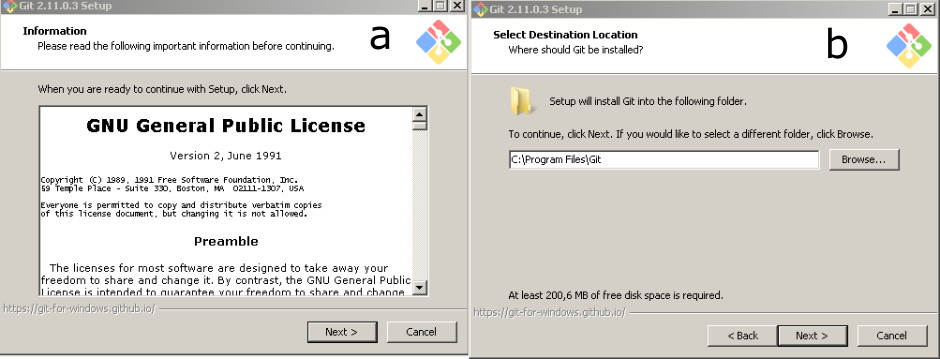 Git 2.11.0.3 Setup
Information
Please read the following important information before continuing.
a
When you are ready to continue with Setup, click Next.
GNU General Public License
Version 2, June 1991
Copyright (C) 1989, 1991 Free Software Foundation, Inc.
59 Temple Place - Suite 330, Boston, MA 02111-1307, USA
Everyone is permitted to copy and distribute verbatim copies
of this license document, but changing it is not allowed.
Preamble
The licenses for most software are designed to take away your
freedom to share and change it. By contrast, the GNU General Public
License is intended to guarantee your freedom to share and change
https://git-for-windows.github.io/
Next >
Cancel
Git 2.11.0.3 Setup
Select Destination Location
Where should Git be installed?
b
Setup will install Git into the following folder.
To continue, click Next. If you would like to select a different folder, click Browse.
C:\Program Files\Git
Browse...
At least 200,6 MB of free disk space is required.
https://git-for-windows.github.io/
< Back
Next >
Cancel